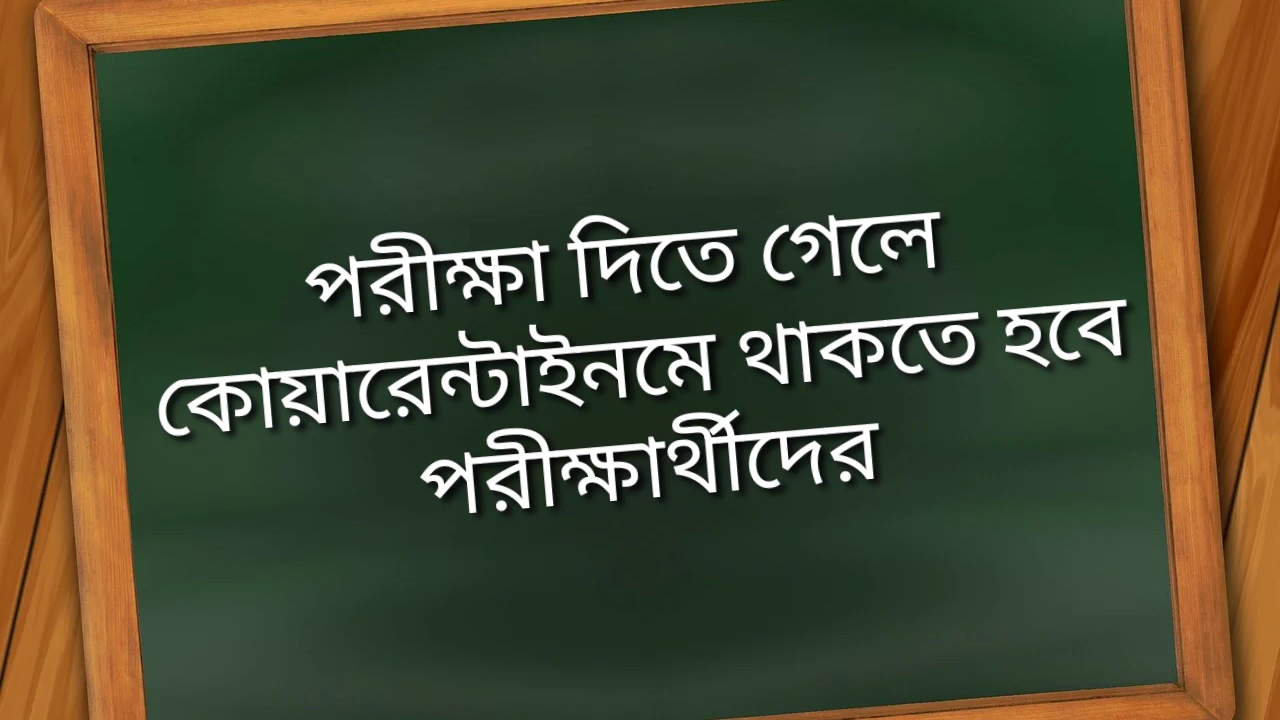 পরীক্ষা দিতে গেলে
কোয়ারেন্টাইনমে থাকতে হবে
পরীক্ষার্থীদের